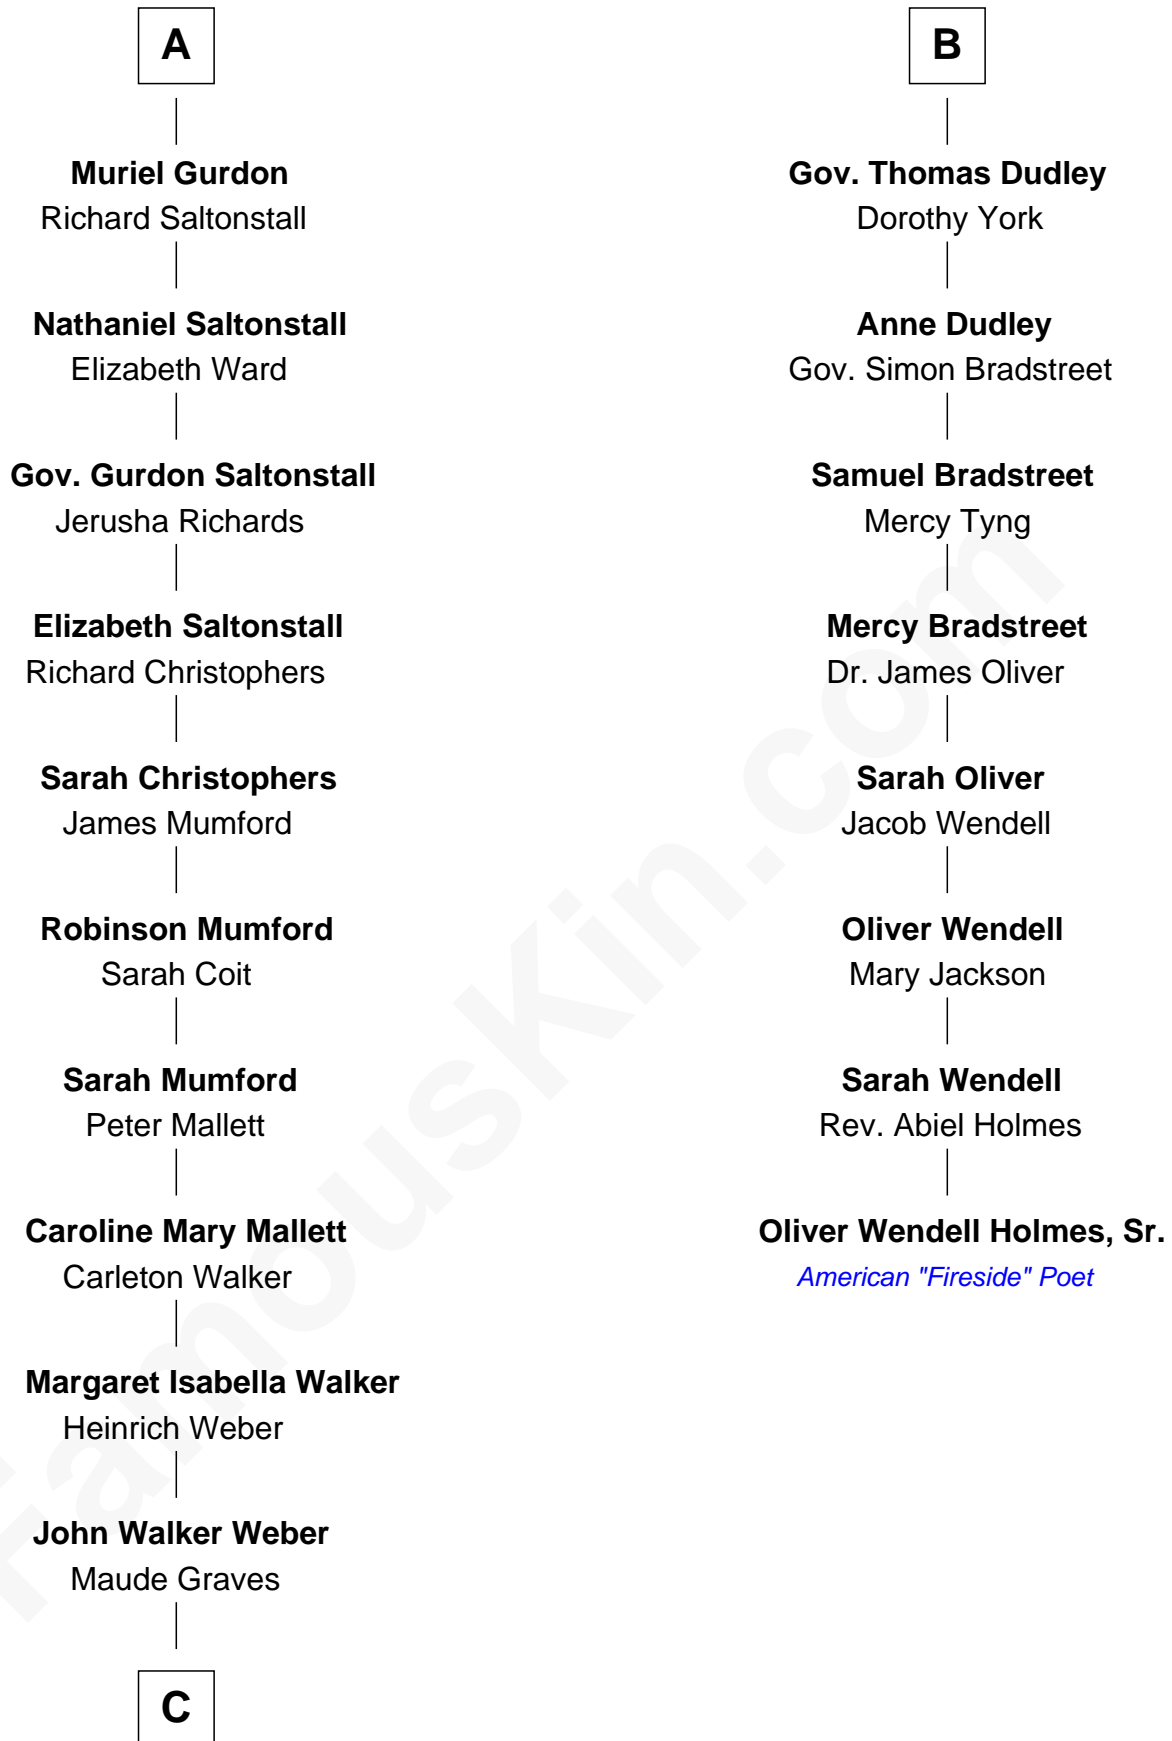 A
Muriel Gurdon
Richard Saltonstall
Nathaniel Saltonstall
Elizabeth Ward
Gov. Gurdon Saltonstall
Jerusha Richards
Elizabeth Saltonstall
Richard Christophers
Sarah Christophers
James Mumford
Robinson Mumford
Sarah Coit
Sarah Mumford
Peter Mallett
Caroline Mary Mallett
Carleton Walker
Margaret Isabella Walker
Heinrich Weber
John Walker Weber
Maude Graves
C
B
Gov. Thomas Dudley
Dorothy York
Anne Dudley
Gov. Simon Bradstreet
Samuel Bradstreet
Mercy Tyng
Mercy Bradstreet
Dr. James Oliver
Sarah Oliver
Jacob Wendell
Oliver Wendell
Mary Jackson
Sarah Wendell
Rev. Abiel Holmes
Oliver Wendell Holmes, Sr.
American "Fireside" Poet
FamousKin.com